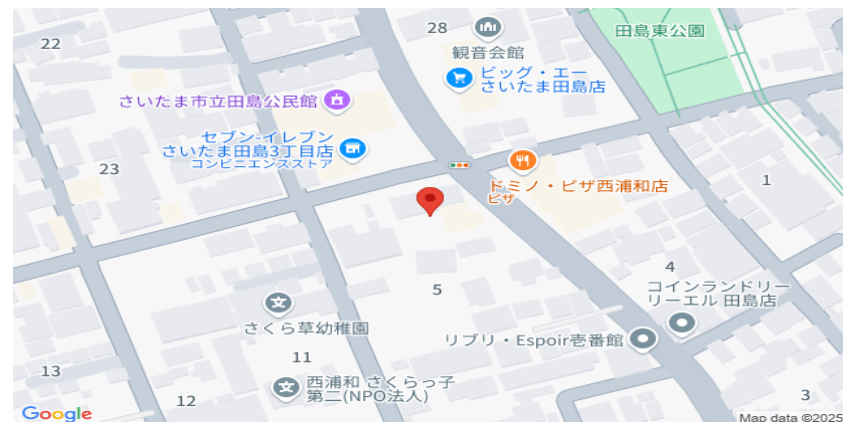 22
28
観音会館
田島東公園
ビッグ・エー
さいたま田島店
さいたま市立田島公民館
セブン-イレブン
さいたま田島3丁目店
コンビニエンスストア
23
ドミノ・ピザ西浦和店
ピザ
1
4
5
コインランドリー
リーエル 田島店
さくら草幼稚園
リブリ・Espoir壱番館
11
13
西浦和 さくらっ子
第二(NPO法人)
12
3
Google
Map data ©2025